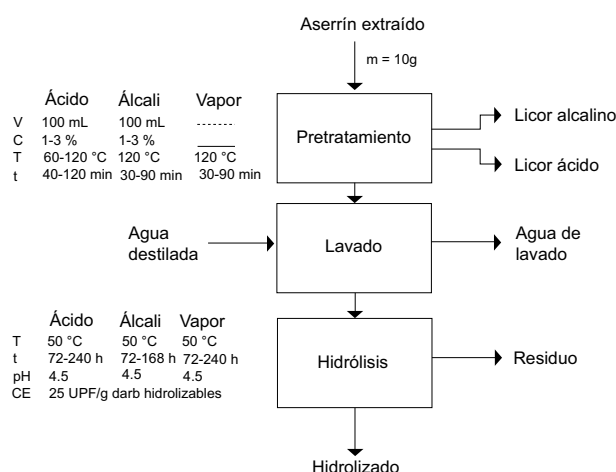 Aserrín extraído
m = 10g
Ácido Álcali Vapor
V 100 mL 100 mL -------
C 1-3 % 1-3 % ____
T 60-120 °C 120 °C 120 °C
t 40-120 min 30-90 min 30-90 min
Pretratamiento
Licor alcalino
Licor ácido
Agua
destilada
Lavado
Agua de
lavado
Ácido Álcali Vapor
T 50 °C 50 °C 50 °C
t 72-240 h 72-168 h 72-240 h
pH 4.5 4.5 4.5
CE 25 UPF/g darb hidrolizables
Hidrólisis
Residuo
Hidrolizado